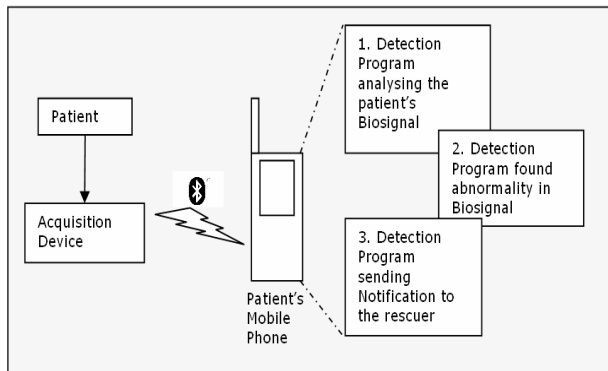 Patient
Acquisition
Device
Patient's
Mobile
Phone
1. Detection
Program
analysing the
patient's
Biosignal
2. Detection
Program found
abnormality in
Biosignal
3. Detection
Program
sending
Notification to
the rescuer